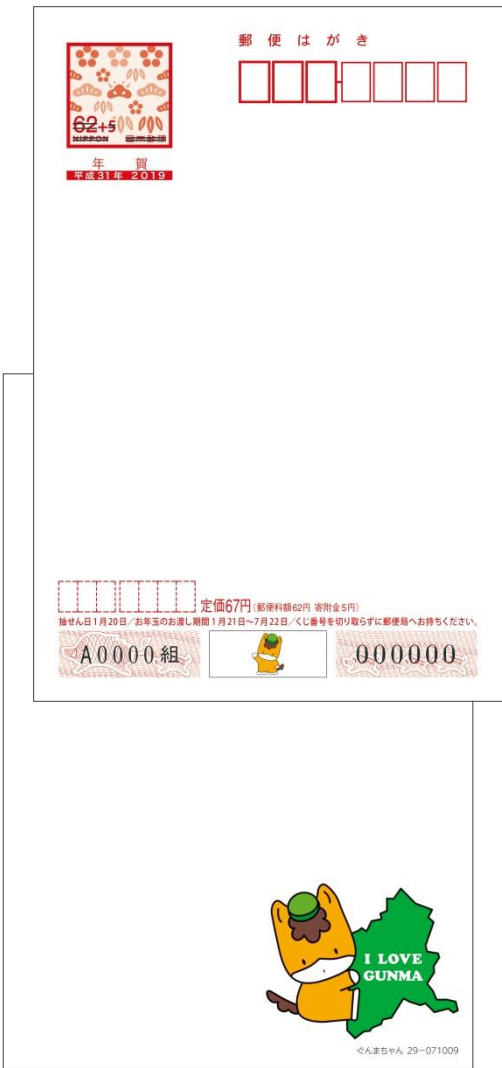 郵便はがき
62+5
NIPPON 日本郵便
年 賀
平成31年 2019
定価67円(郵便料額62円 寄附金5円)
抽せん日1月20日/お年玉のお渡し期間1月21日~7月22日/くじ番号を切り取らずに郵便局へお持ちください。
A0000組
000000
I LOVE
GUNMA
ぐんまちゃん 29-071009